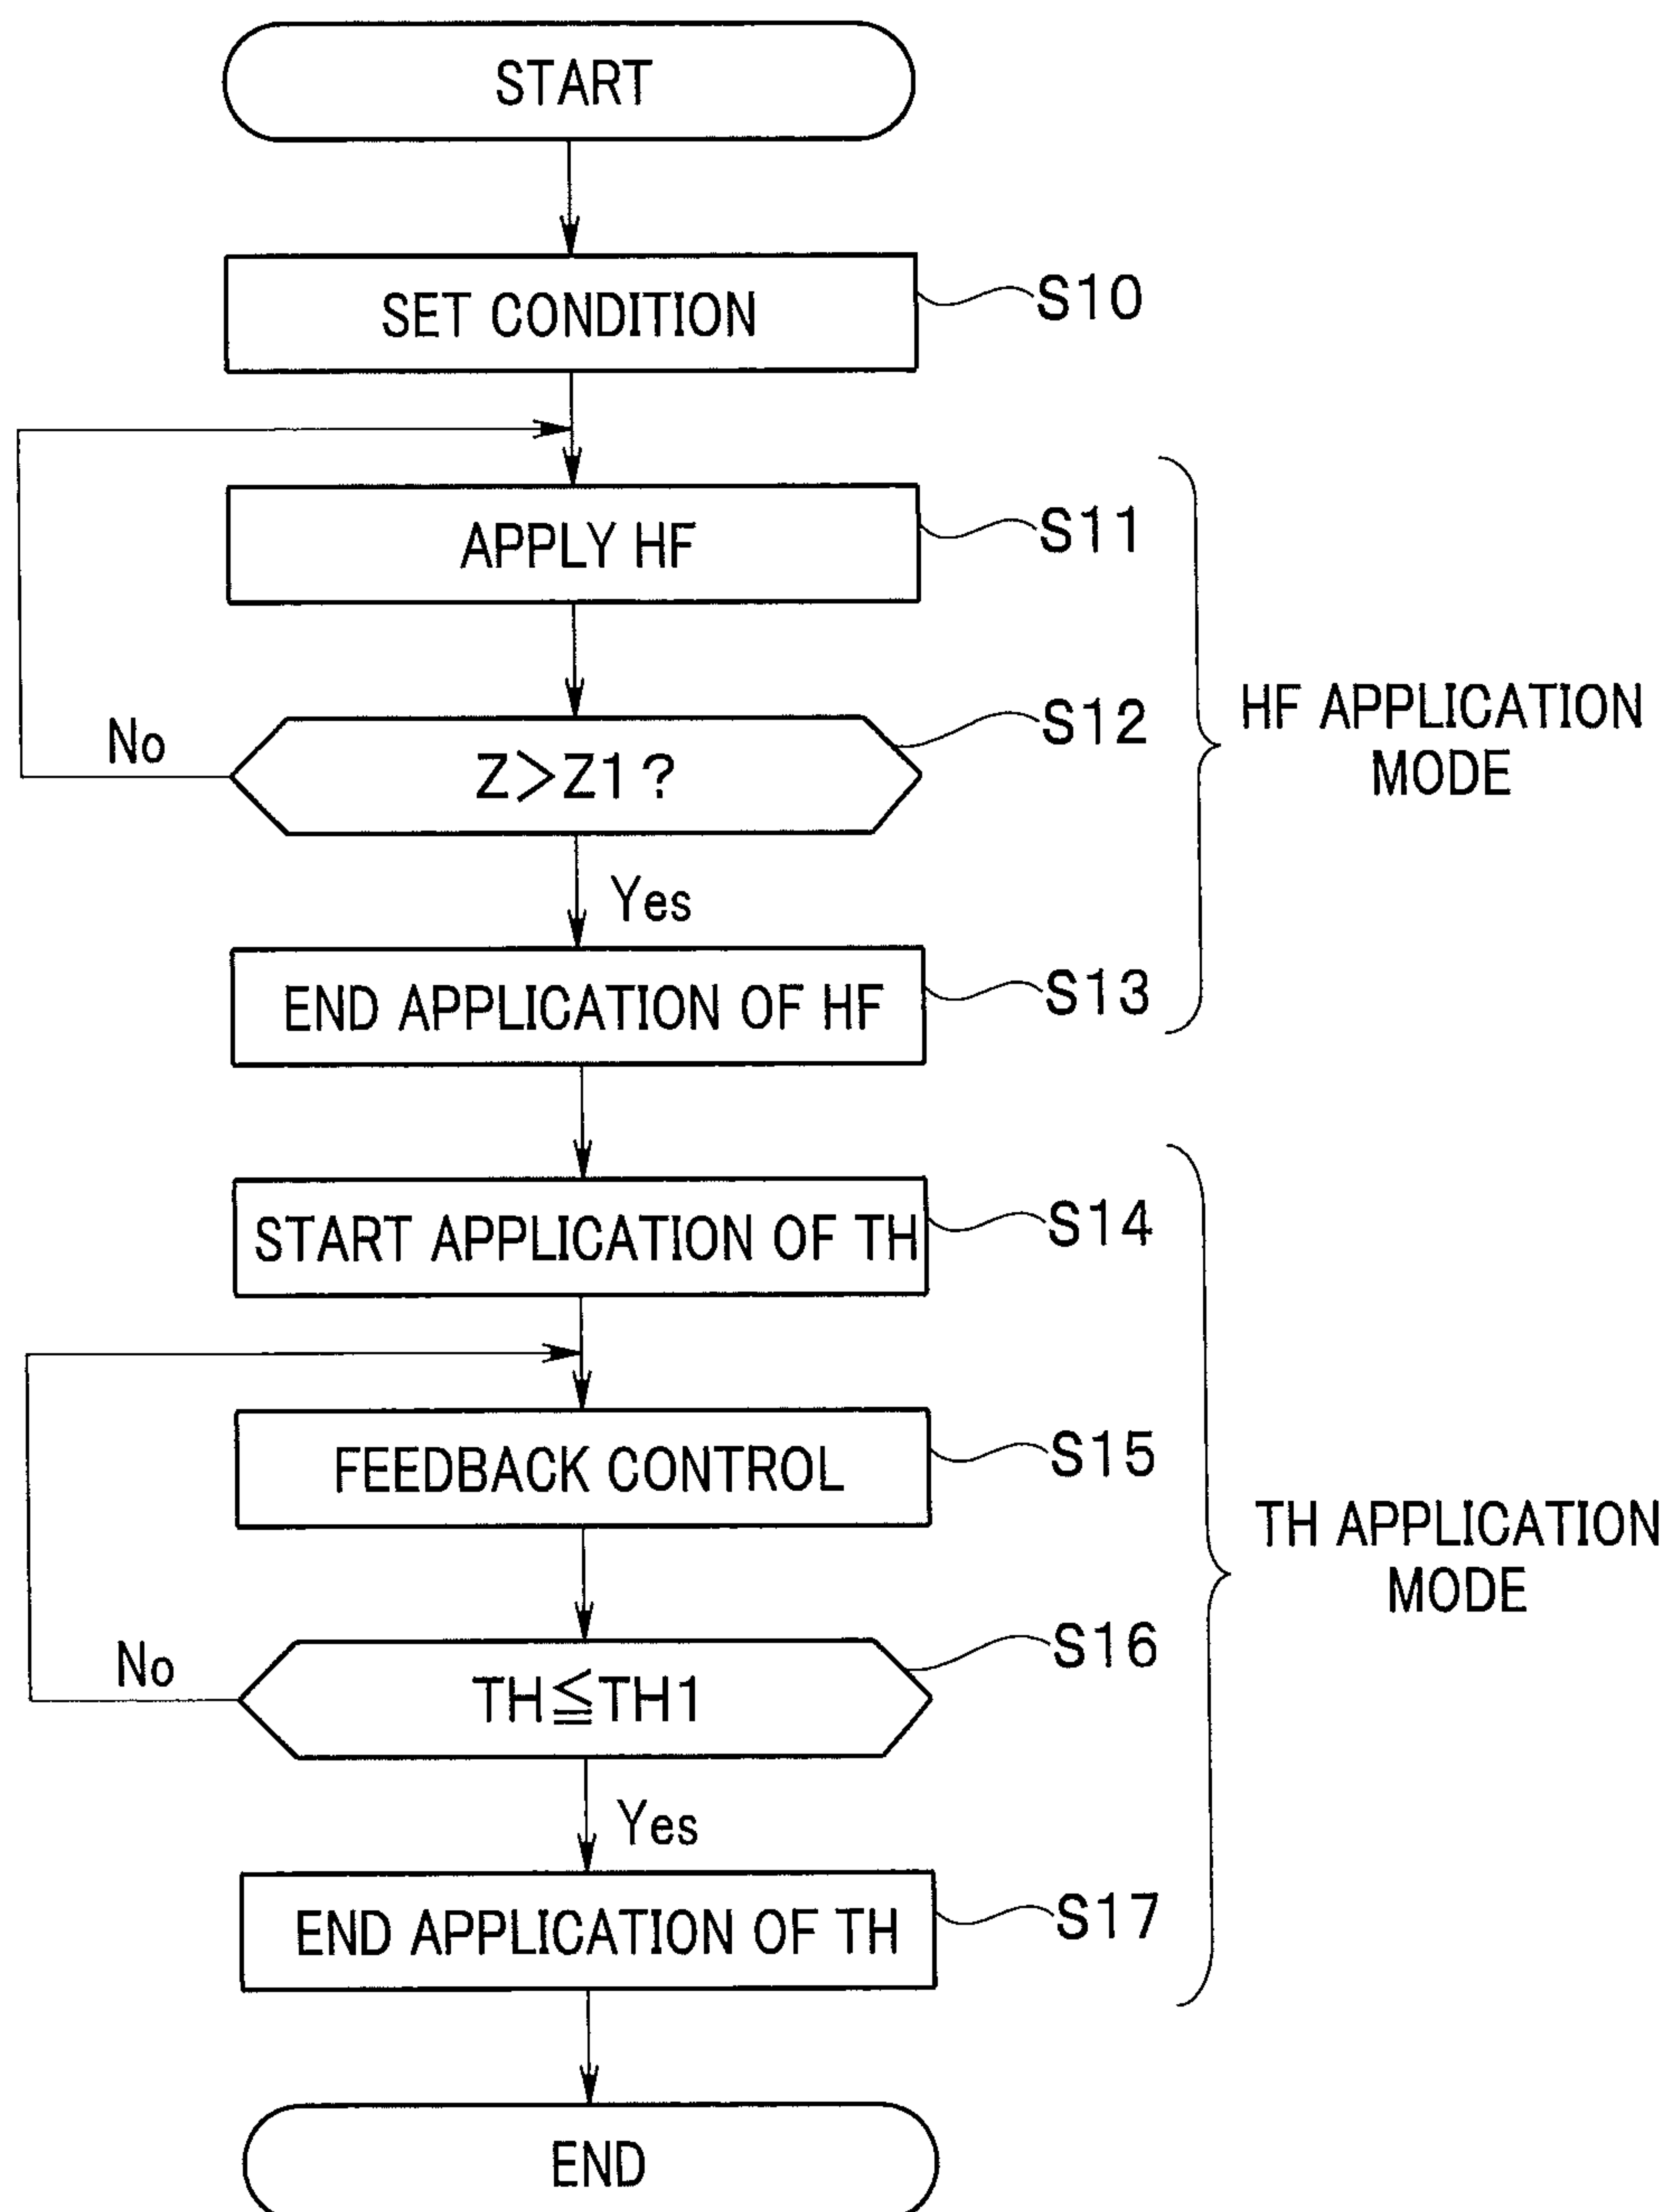 START
SET CONDITION
S10
APPLY HF
S11
Z>Z1?
S12
No
Yes
HF APPLICATION
MODE
END APPLICATION OF HF
S13
START APPLICATION OF TH
S14
FEEDBACK CONTROL
S15
TH≦TH1
S16
No
Yes
TH APPLICATION
MODE
END APPLICATION OF TH
S17
END